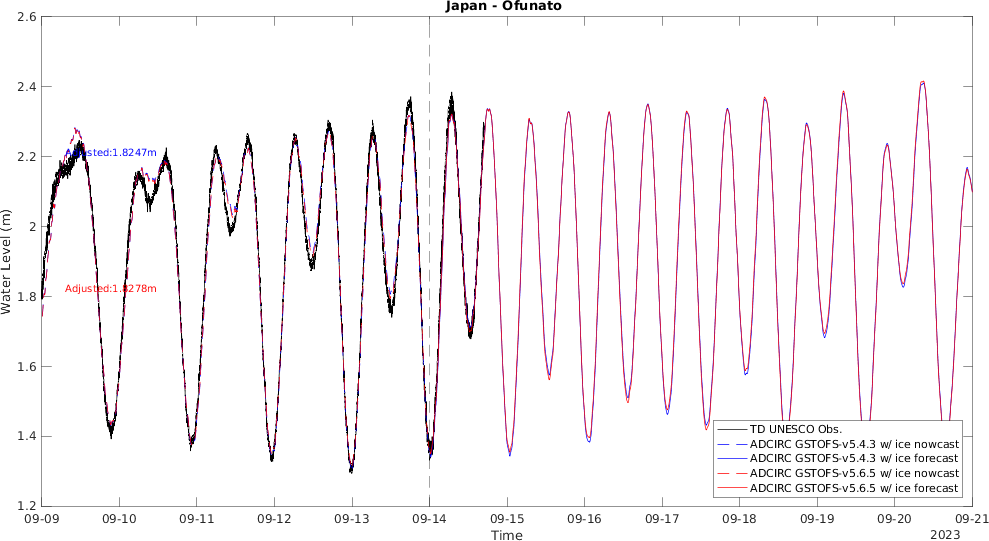 Japan - Ofunato
Water Level (m)
2.6
2.4
2.2
2
1.8
1.6
1.4
1.2
Adjusted:1.8247m
Adjusted:1.8278m
TD UNESCO Obs.
ADCIRC GSTOFS-v5.4.3 w/ ice nowcast
ADCIRC GSTOFS-v5.4.3 w/ ice forecast
ADCIRC GSTOFS-v5.6.5 w/ ice nowcast
ADCIRC GSTOFS-v5.6.5 w/ ice forecast
09-09 09-10 09-11 09-12 09-13 09-14 09-15 09-16 09-17 09-18 09-19 09-20 09-21
Time
2023